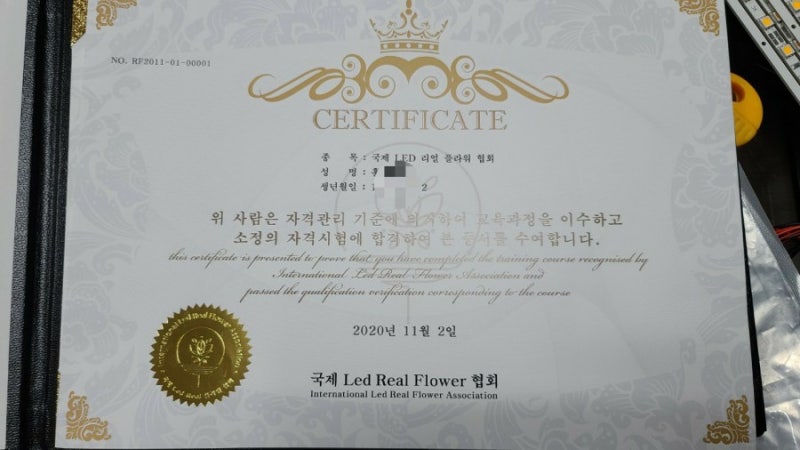 NO. RF2011-01-00001
CERTIFICATE
종 목 : 국제 LED 리얼 플라워 협회
성 명 :
생년월일 : 1 2
위 사람은 자격관리 기준에 의거하여 교육과정을 이수하고
소정의 자격시험에 합격하여 본 증서를 수여합니다.
this certificate is presented to prove that you have completed the training course recognised by
International Led Real Flower Association and
passed the qualification verification corresponding to the course
2020년 11월 2일
국제 Led Real Flower 협회
International Led Real Flower Association